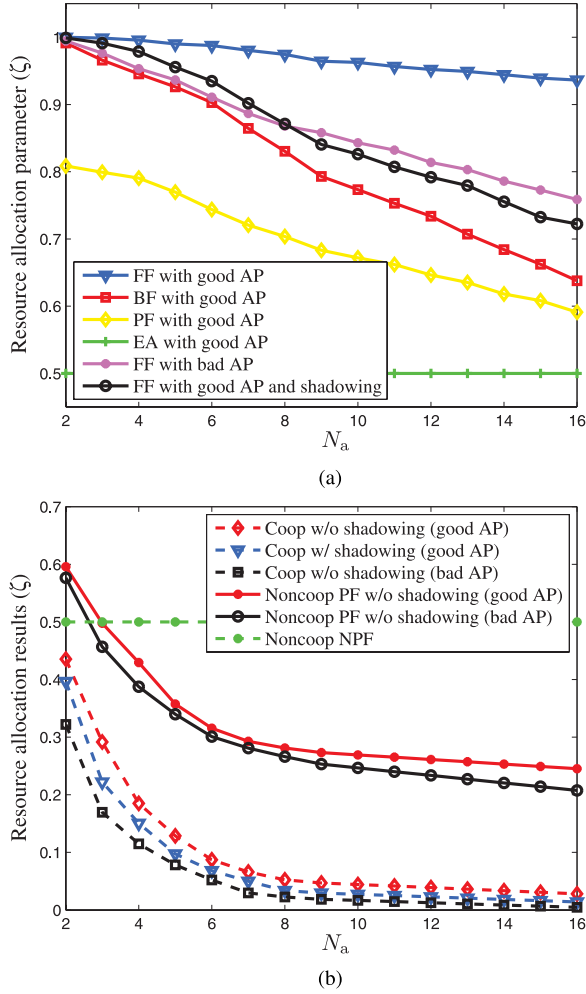 1
0.9
0.8
0.7
0.6
0.5
Resource allocation parameter (ζ)
FF with good AP
BF with good AP
PF with good AP
EA with good AP
FF with bad AP
FF with good AP and shadowing
2 4 6 8 10 12 14 16
Na
(a)
0.7
0.6
0.5
0.4
0.3
0.2
0.1
0
Resource allocation results (ζ)
Coop w/o shadowing (good AP)
Coop w/ shadowing (good AP)
Coop w/o shadowing (bad AP)
Noncoop PF w/o shadowing (good AP)
Noncoop PF w/o shadowing (bad AP)
Noncoop NPF
2 4 6 8 10 12 14 16
Na
(b)